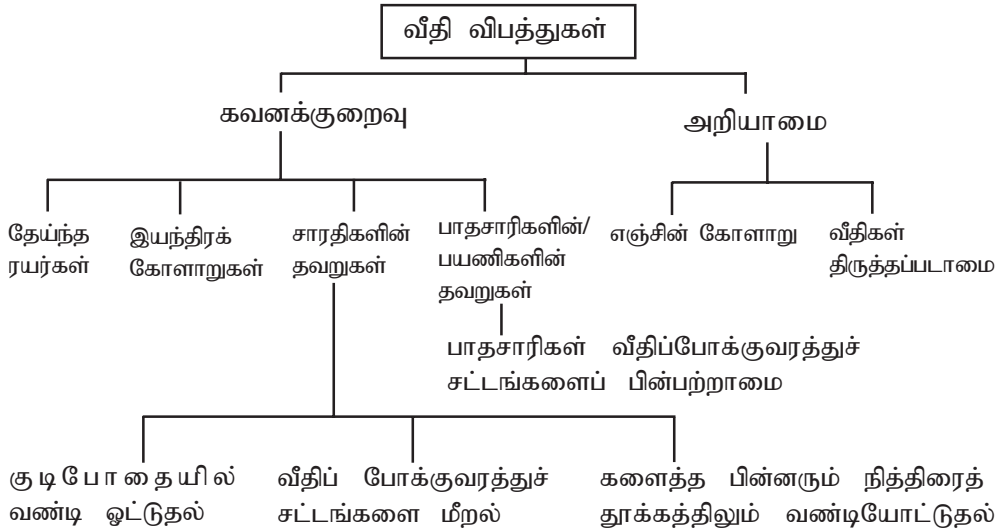 வீதி விபத்துகள்
கவனக்குறைவு
அறியாமை
தேய்ந்த
ரயர்கள்
இயந்திரக்
கோளாறுகள்
சாரதிகளின்
தவறுகள்
பாதசாரிகளின்/
பயணிகளின்
தவறுகள்
எஞ்சின் கோளாறு
வீதிகள்
திருத்தப்படாமை
பாதசாரிகள் வீதிப்போக்குவரத்துச்
சட்டங்களைப் பின்பற்றாமை
குடிபோதையில்
வண்டி ஓட்டுதல்
வீதிப் போக்குவரத்துச்
சட்டங்களை மீறல்
களைத்த பின்னரும் நித்திரைத்
தூக்கத்திலும் வண்டியோட்டுதல்